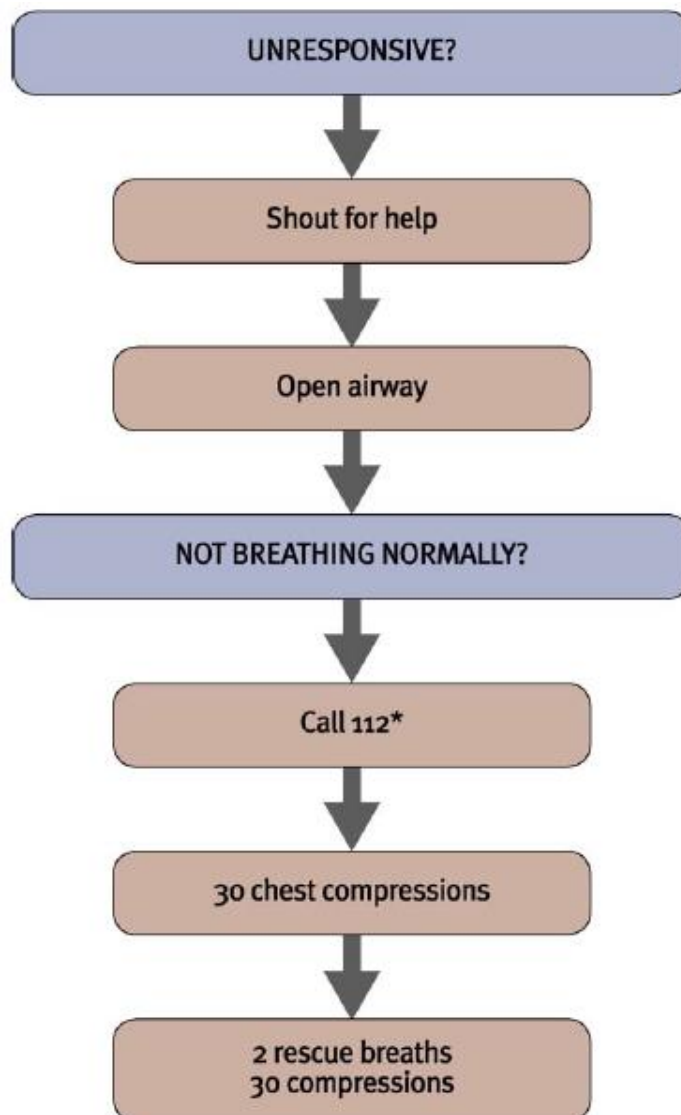 UNRESPONSIVE?
Shout for help
Open airway
NOT BREATHING NORMALLY?
Call 112*
30 chest compressions
2 rescue breaths
30 compressions